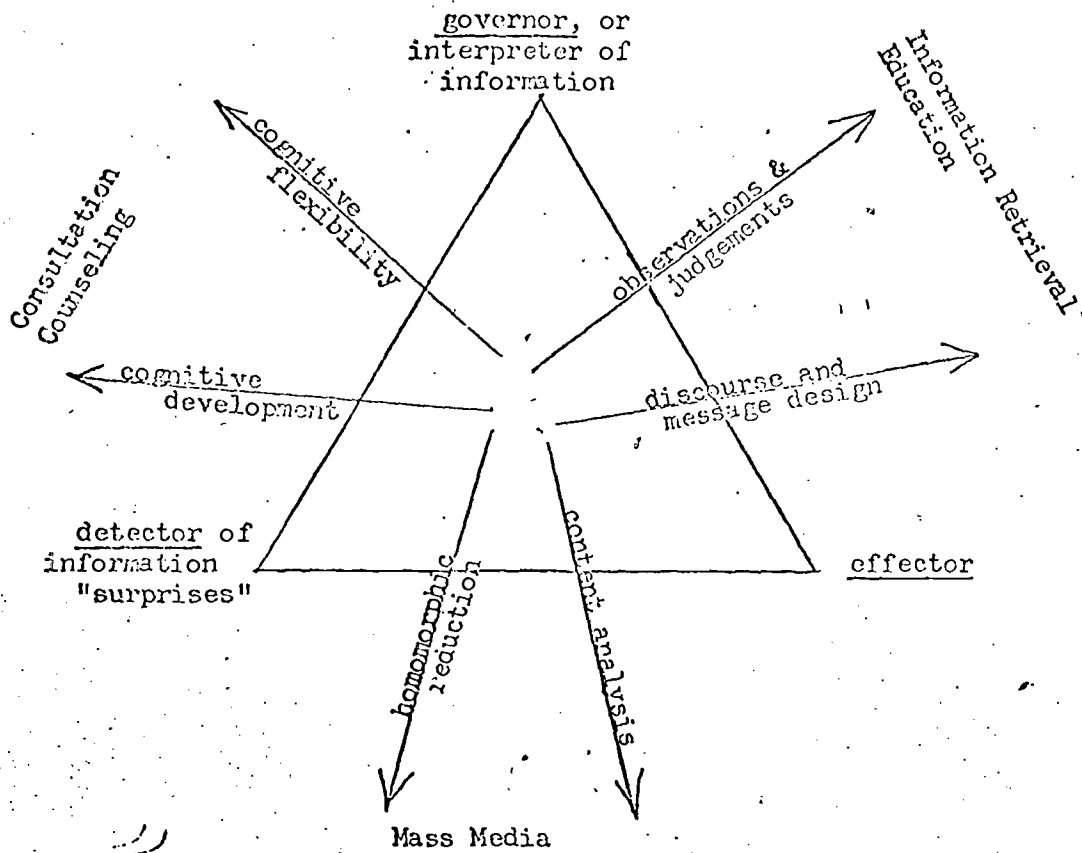 governor, or
interpreter of
information
Information Retrieval
Education
cognitive
flexibility
observations &
judgements
Consultation
Counseling
cognitive
development
discourse and
message design
detector of
information
"surprises"
effector
homomorphic
reduction
content analysis
Mass Media